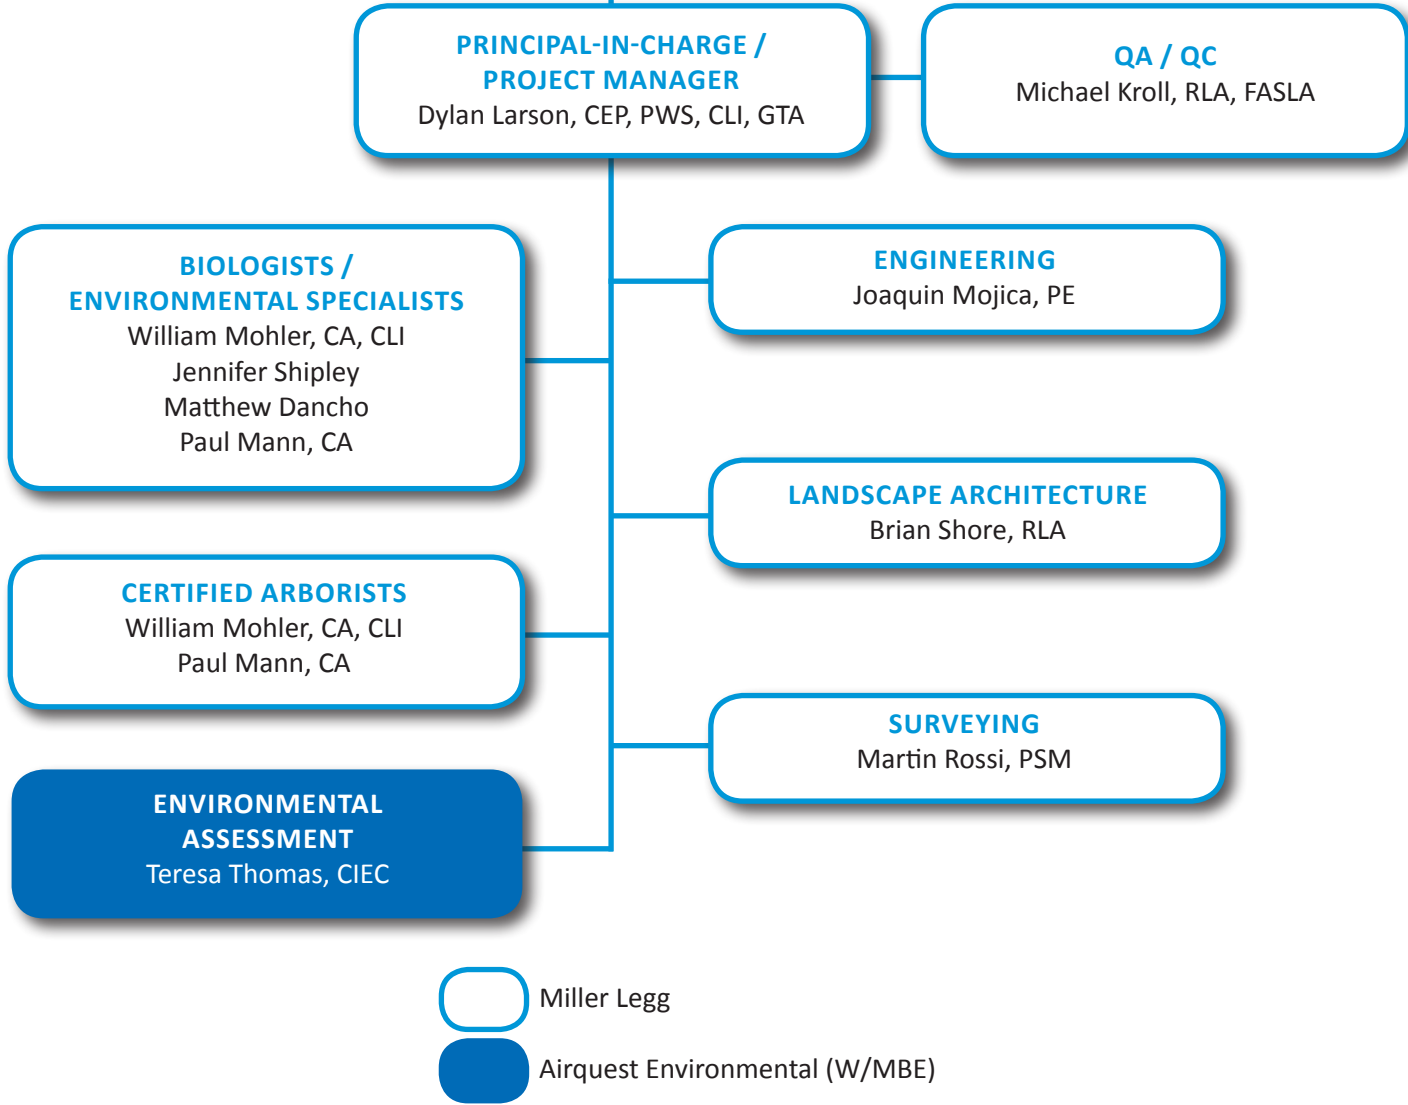 PRINCIPAL-IN-CHARGE /
PROJECT MANAGER
Dylan Larson, CEP, PWS, CLI, GTA
QA / QC
Michael Kroll, RLA, FASLA
BIOLOGISTS /
ENVIRONMENTAL SPECIALISTS
William Mohler, CA, CLI
Jennifer Shipley
Matthew Dancho
Paul Mann, CA
ENGINEERING
Joaquin Mojica, PE
LANDSCAPE ARCHITECTURE
Brian Shore, RLA
CERTIFIED ARBORISTS
William Mohler, CA, CLI
Paul Mann, CA
SURVEYING
Martin Rossi, PSM
ENVIRONMENTAL
ASSESSMENT
Teresa Thomas, CIEC
Miller Legg
Airquest Environmental (W/MBE)